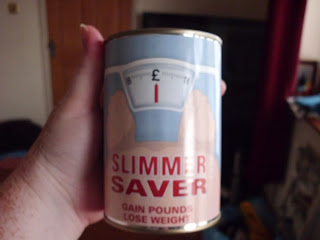 £
SLIMMER
SAVER
GAIN POUNDS
LOSE WEIGHT